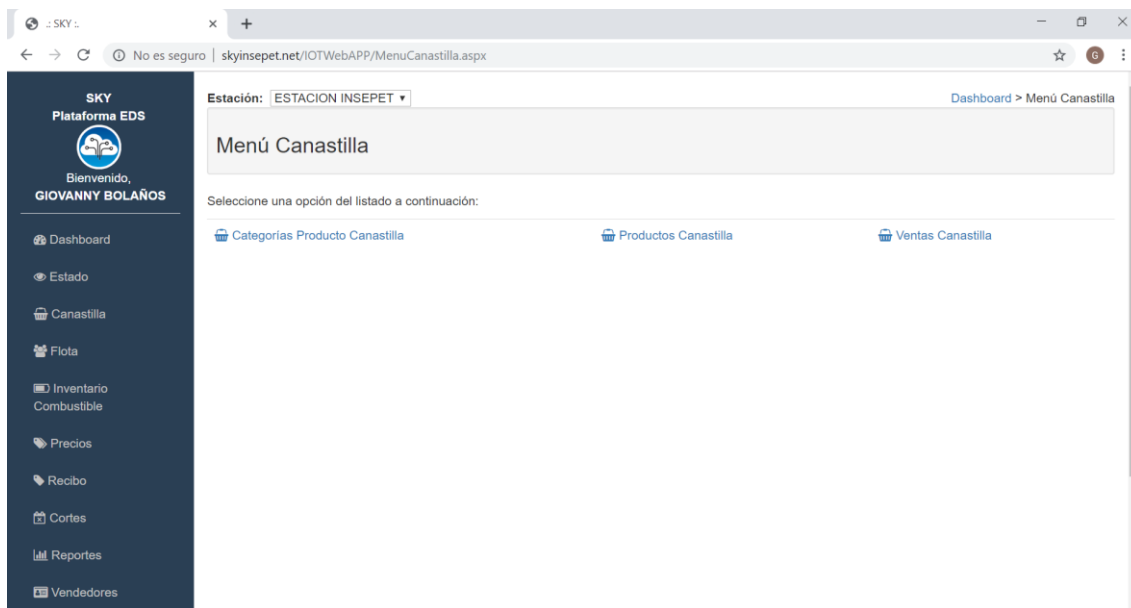 .: SKY :.
No es seguro | skyinsepet.net/IOTWebAPP/MenuCanastilla.aspx
G
SKY
Plataforma EDS
Bienvenido,
GIOVANNY BOLAÑOS
Dashboard
Estado
Canastilla
Flota
Inventario
Combustible
Precios
Recibo
Cortes
Reportes
Vendedores
Estación: ESTACION INSEPET
Dashboard > Menú Canastilla
Menú Canastilla
Seleccione una opción del listado a continuación:
Categorías Producto Canastilla
Productos Canastilla
Ventas Canastilla